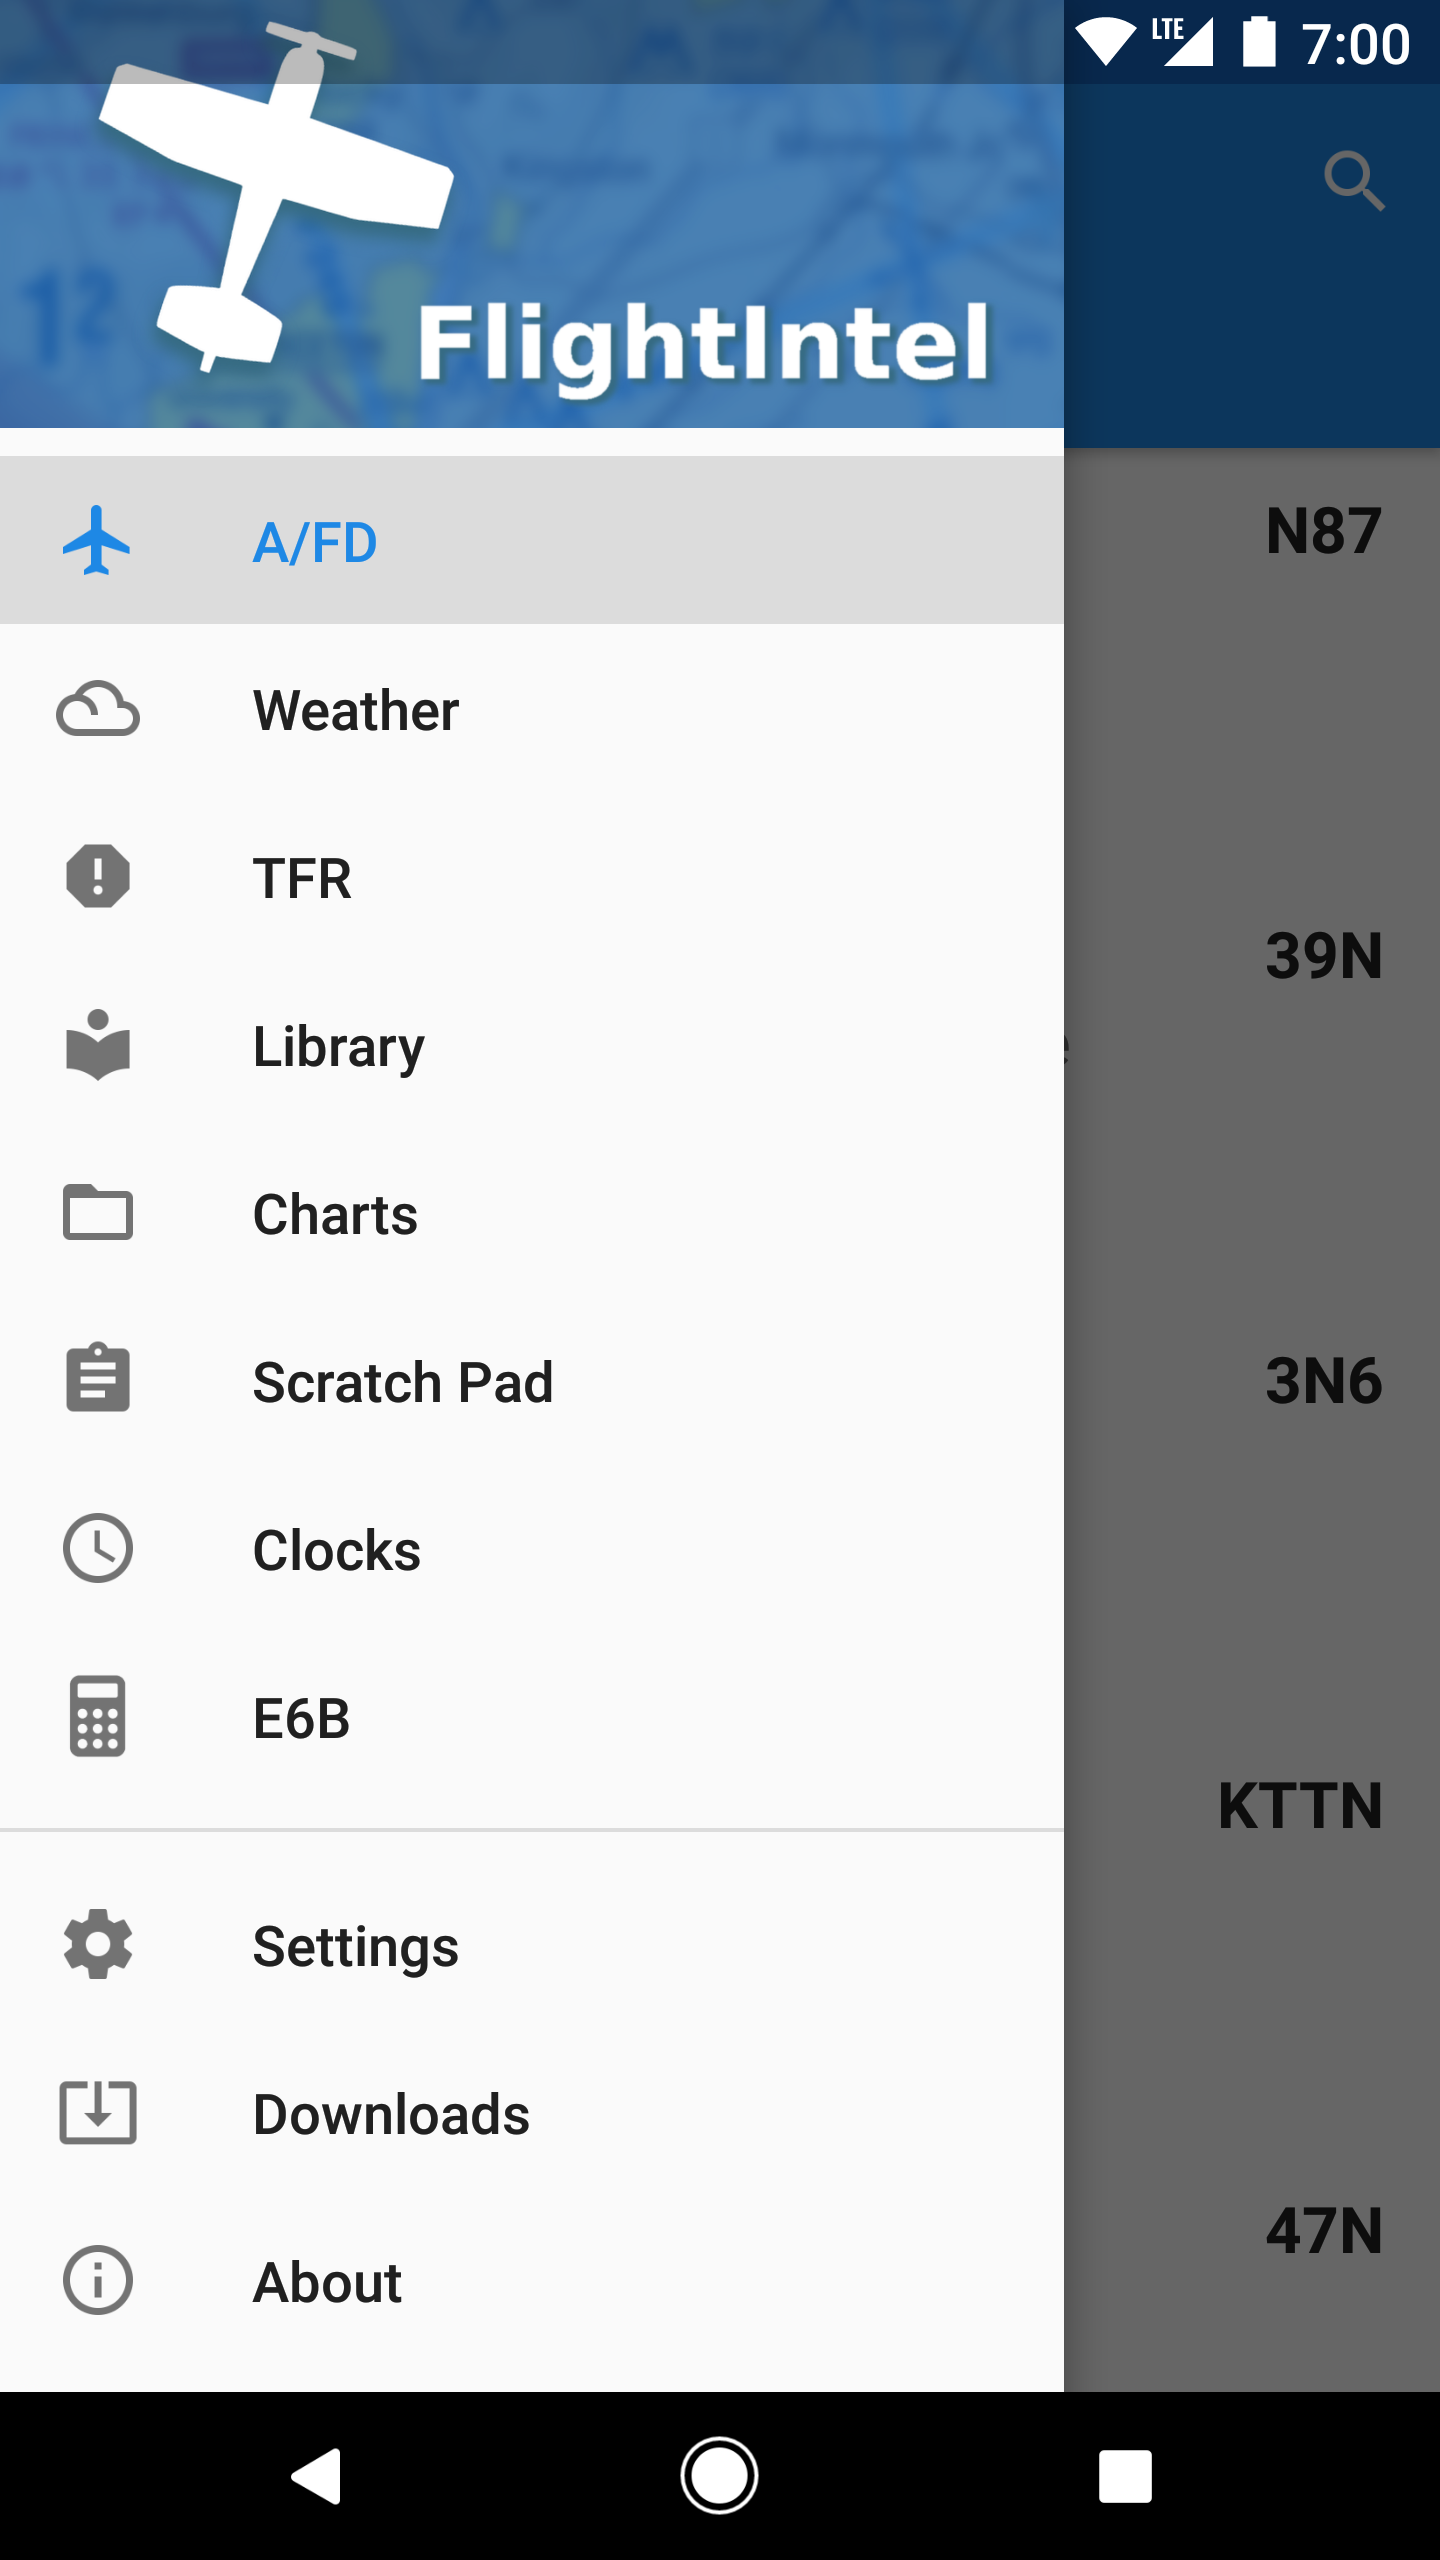 LTE 7:00
12
FlightIntel
A/FD
N87
Weather
TFR
39N
Library
e
Charts
Scratch Pad
3N6
Clocks
E6B
KTTN
Settings
Downloads
47N
About